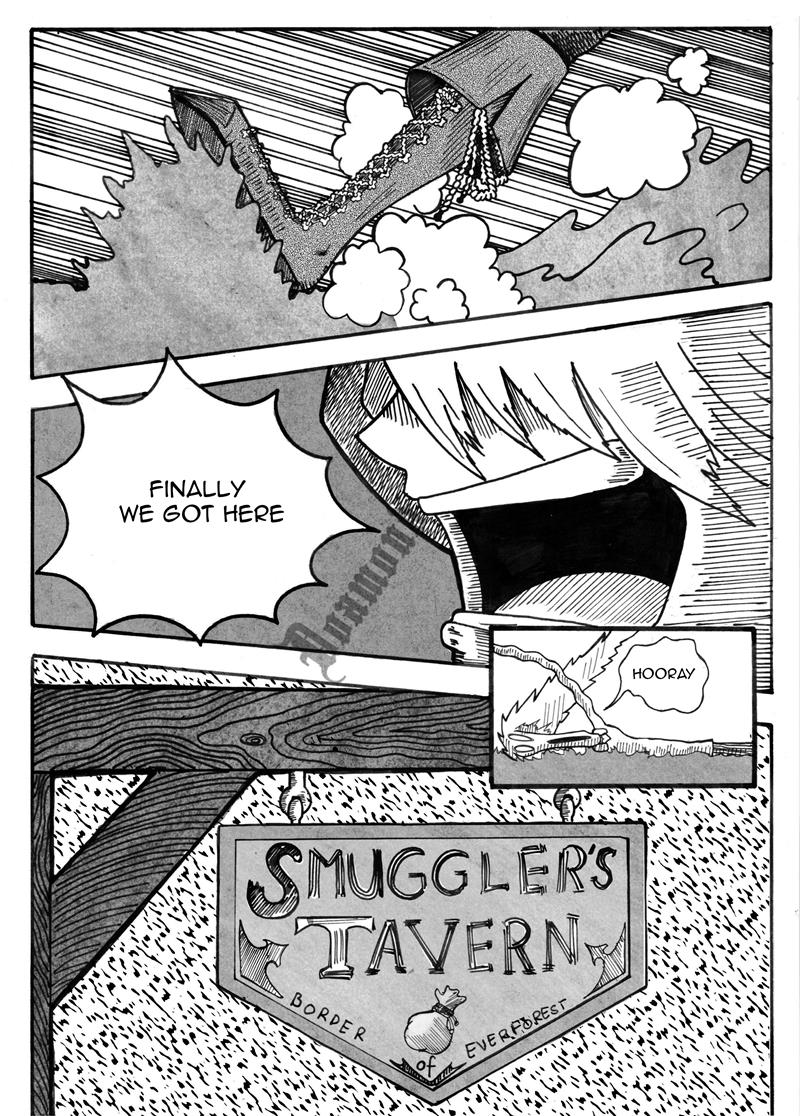 FINALLY
WE GOT HERE
HOORAY
SMUGGLER'S
TAVERN
BORDER
of
EVERFOREST